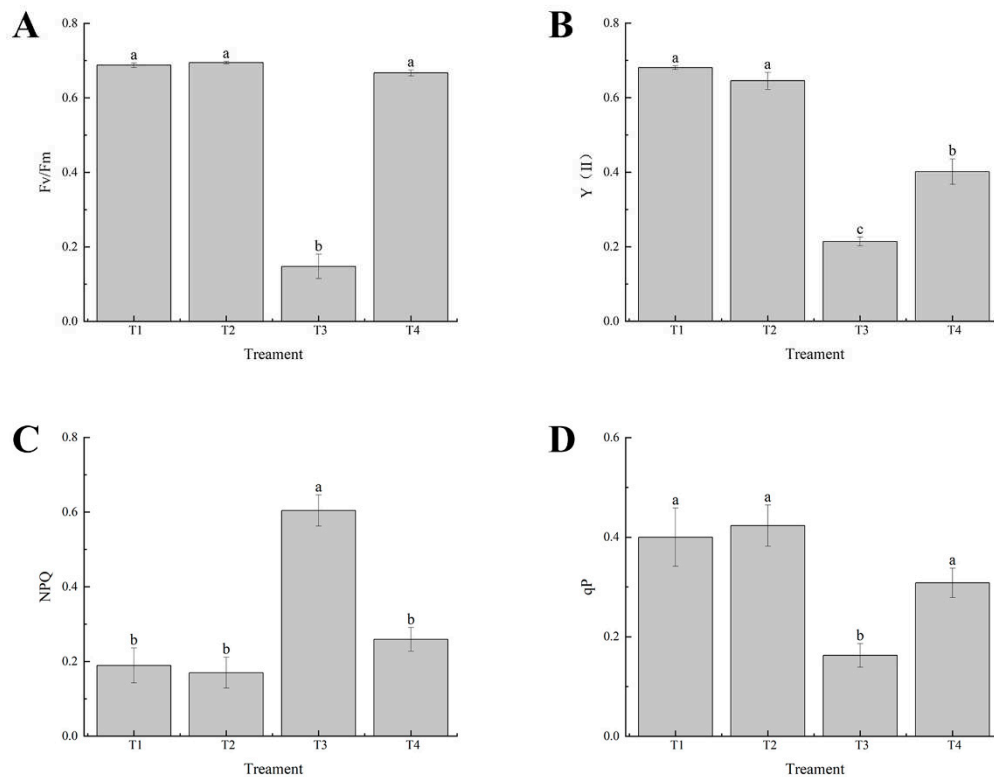 A
B
0.8
a
a
a
0.6
Fv/Fm
0.4
0.2
b
0.0
T1
T2
T3
T4
Treament
0.8
a
a
0.6
Y（II）
0.4
b
c
0.2
0.0
T1
T2
T3
T4
Treament
C
D
0.8
a
0.6
NPQ
0.4
b
b
b
0.2
0.0
T1
T2
T3
T4
Treament
0.6
a
a
a
0.4
qP
b
0.2
0.0
T1
T2
T3
T4
Treament